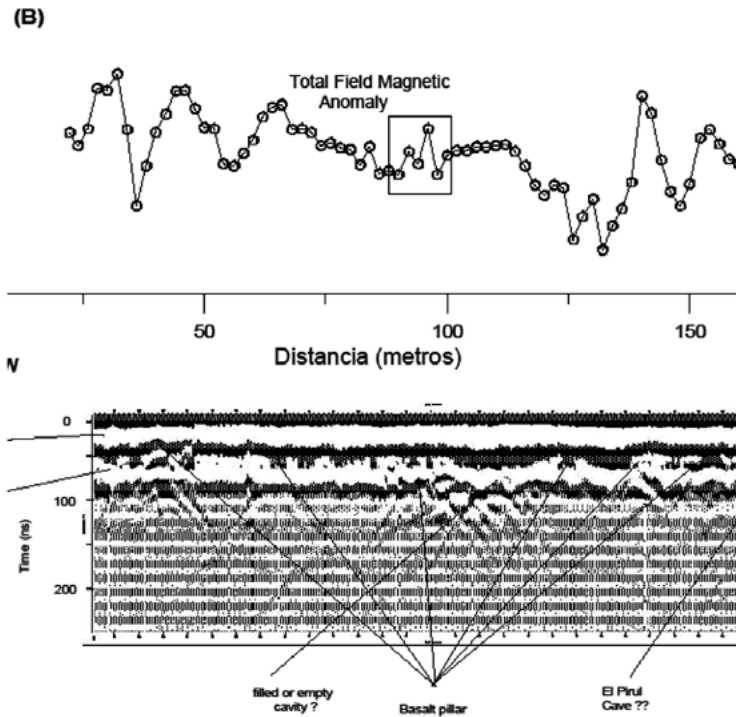 (B)
Total Field Magnetic
Anomaly
50
100
150
Distancia (metros)
W
0
100
200
Time (ns)
filled or empty
cavity ?
Basalt pillar
El Pirul
Cave ??